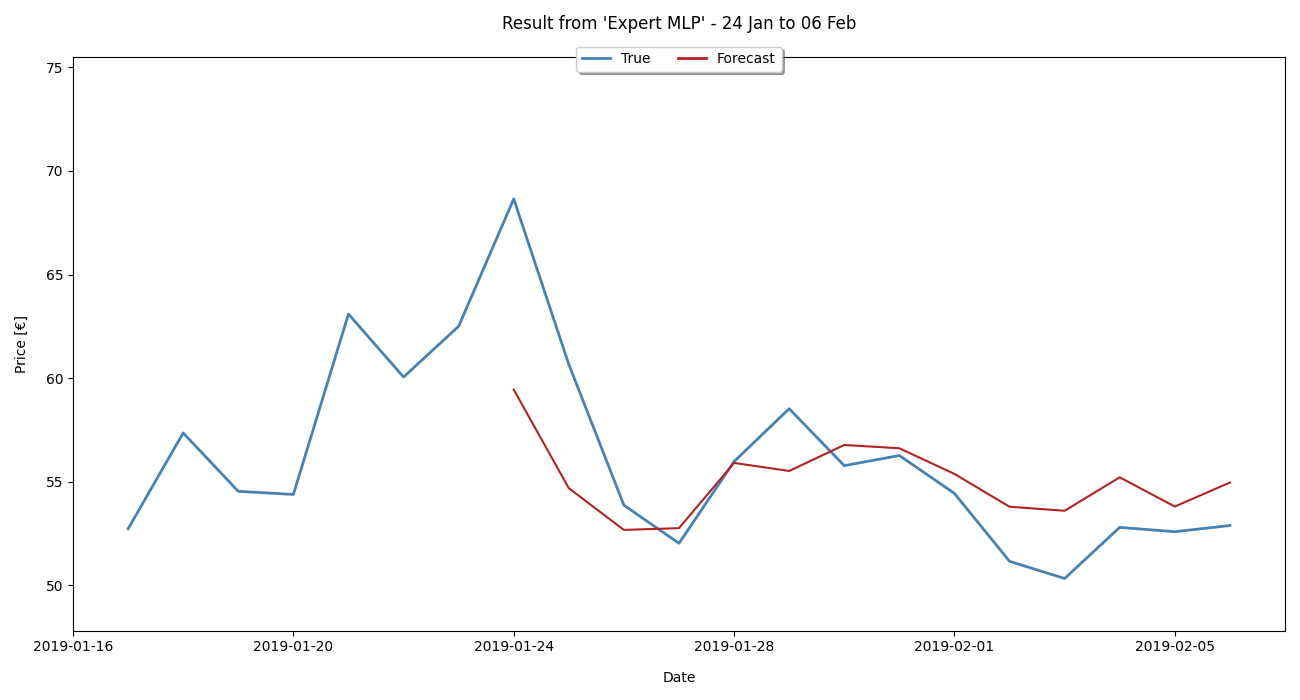 Result from 'Expert MLP' - 24 Jan to 06 Feb
True Forecast
75
70
65
60
55
50
Price [€]
2019-01-16 2019-01-20 2019-01-24 2019-01-28 2019-02-01 2019-02-05
Date